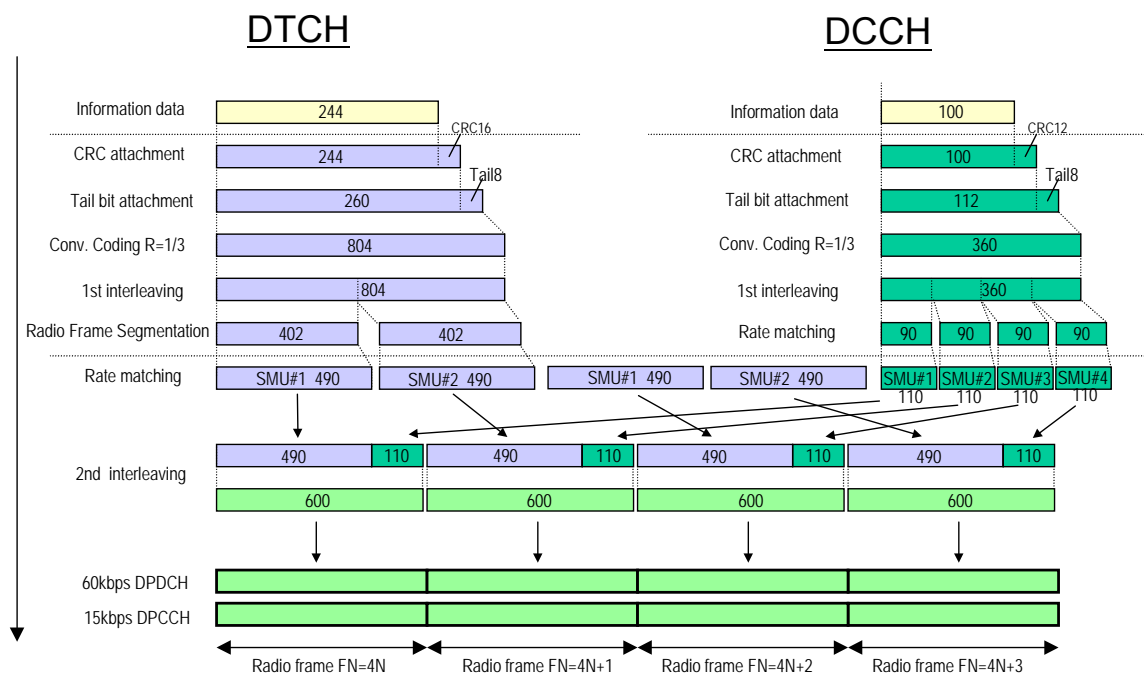 DTCH DCCH
Information data 244 Information data 100
CRC16 CRC12
CRC attachment 244 CRC attachment 100
Tail8 Tail8
Tail bit attachment 260 Tail bit attachment 112
Conv. Coding R=1/3 804 Conv. Coding R=1/3 360
1st interleaving 804 1st interleaving 360
Radio Frame Segmentation 402 402 Rate matching 90 90 90 90
Rate matching SMU#1 490 SMU#2 490 SMU#1 490 SMU#2 490 SMU#1 SMU#2 SMU#3 SMU#4
110 110 110 110
490 110 490 110 490 110 490 110
2nd interleaving
600 600 600 600
60kbps DPDCH
15kbps DPCCH
Radio frame FN=4N Radio frame FN=4N+1 Radio frame FN=4N+2 Radio frame FN=4N+3